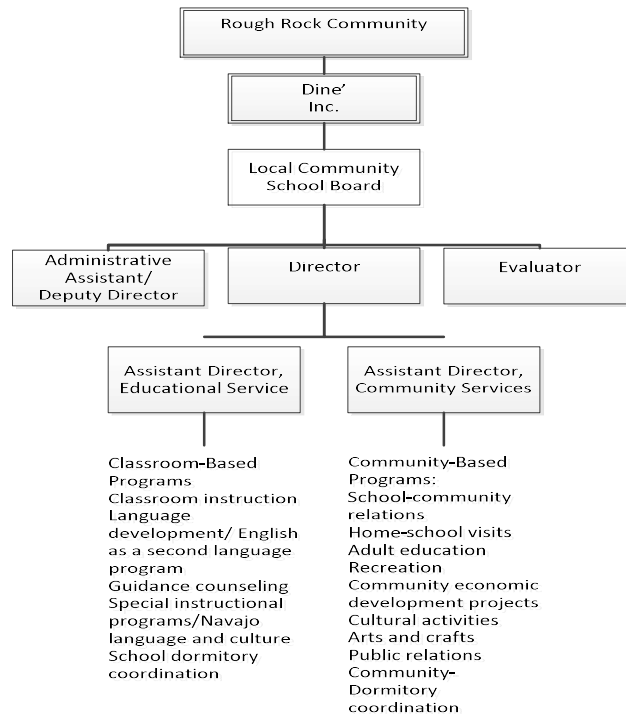 Rough Rock Community
Dine’
Inc.
Local Community
School Board
Administrative
Assistant/
Deputy Director
Director
Evaluator
Assistant Director,
Educational Service
Assistant Director,
Community Services
Classroom-Based
Programs
Classroom instruction
Language
development/ English
as a second language
program
Guidance counseling
Special instructional
programs/Navajo
language and culture
School dormitory
coordination
Community-Based
Programs:
School-community
relations
Home-school visits
Adult education
Recreation
Community economic
development projects
Cultural activities
Arts and crafts
Public relations
Community-
Dormitory
coordination